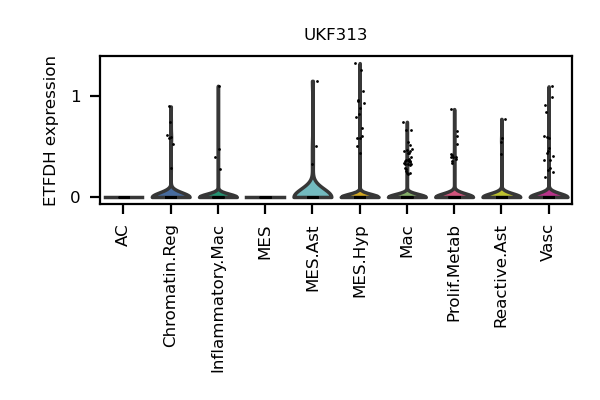 UKF313
ETFDH expression
1
0
AC
Chromatin.Reg
Inflammatory.Mac
MES
MES.Ast
MES.Hyp
Mac
Prolif.Metab
Reactive.Ast
Vasc